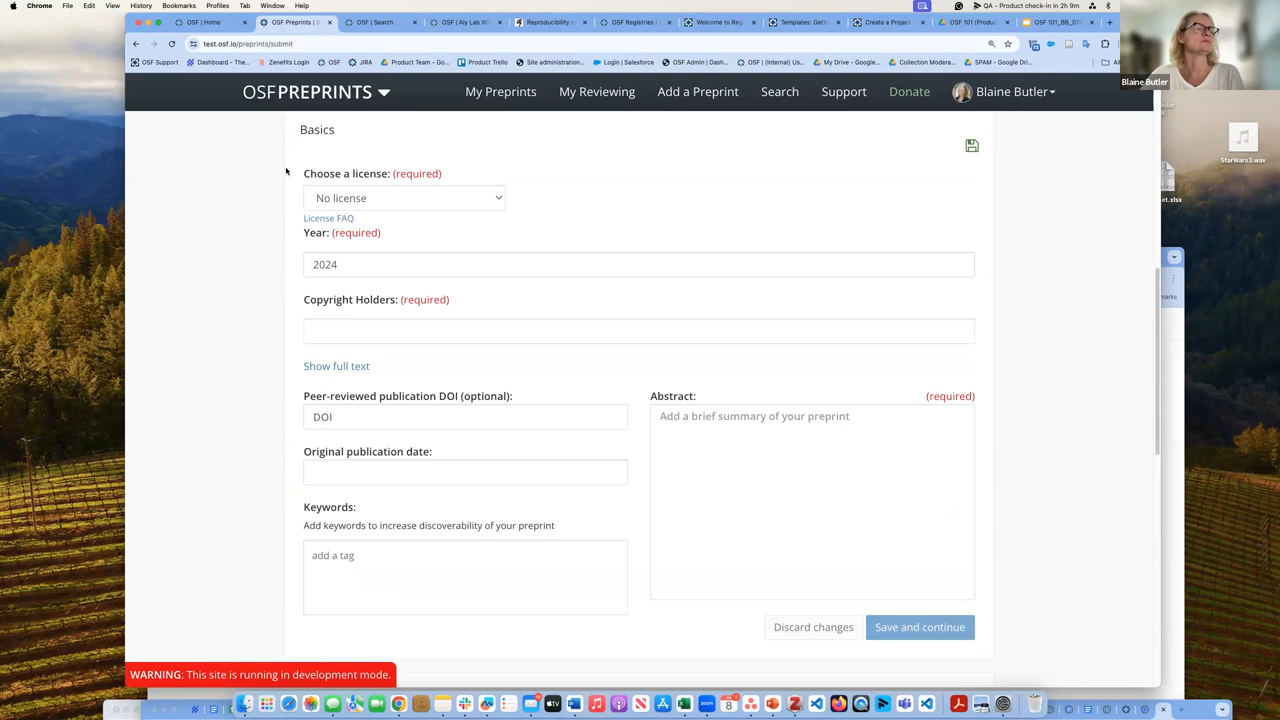 Chrome File Edit View History Bookmarks Profiles Tab Window Help
QA - Product check-in in 2h 9m
OSF | Home
OSF Preprints | S
OSF | Search
OSF | Aly Lab W
Reproducibility o
OSF Registries |
Welcome to Reg
Templates: Gett
Create a Project
OSF 101 (Produ
OSF 101_BB_07
test.osf.io/preprints/submit
OSF Support
Dashboard - The...
Zenefits Login
OSF
JIRA
Product Team - Go...
Product Trello
Site administration...
Login | Salesforce
OSF Admin | Dash...
OSF | (Internal) Us...
My Drive - Google...
Collection Modera...
SPAM - Google Dri...
Blaine Butler
OSFPREPRINTS
My Preprints
My Reviewing
Add a Preprint
Search
Support
Donate
Blaine Butler
StarWars3.wav
Basics
Choose a license: (required)
No license
License FAQ
Year: (required)
2024
Copyright Holders: (required)
Show full text
Peer-reviewed publication DOI (optional):
DOI
Original publication date:
Keywords:
Add keywords to increase discoverability of your preprint
add a tag
Abstract: (required)
Add a brief summary of your preprint
Discard changes
Save and continue
WARNING: This site is running in development mode.